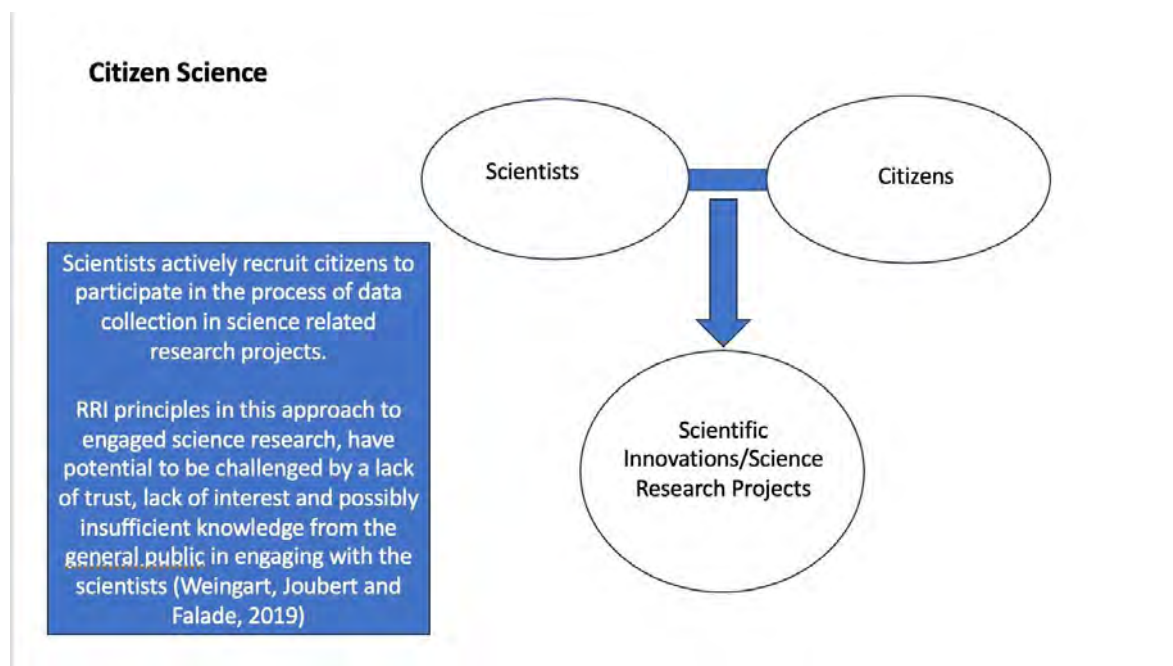 Citizen Science
Scientists
Citizens
Scientists actively recruit citizens to
participate in the process of data
collection in science related
research projects.
RRI principles in this approach to
engaged science research, have
potential to be challenged by a lack
of trust, lack of interest and possibly
insufficient knowledge from the
general public in engaging with the
scientists (Weingart, Joubert and
Falade, 2019)
Scientific
Innovations/Science
Research Projects